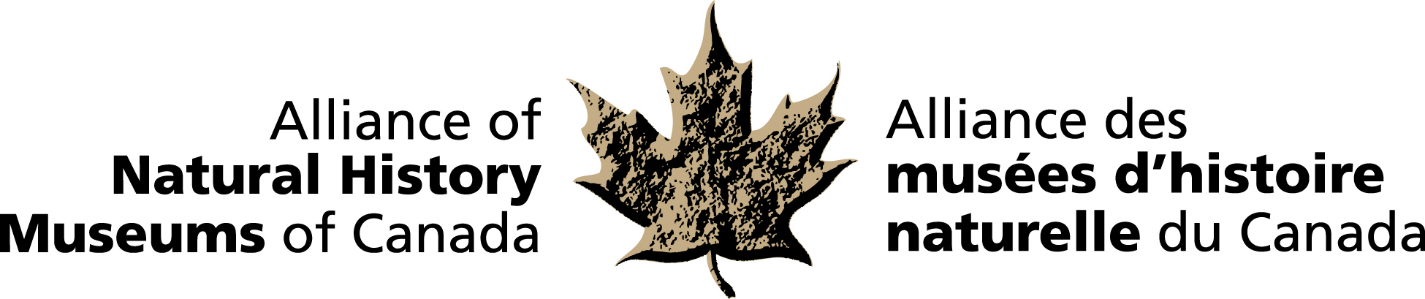 Alliance of
Natural History
Museums of Canada
Alliance des
musées d'histoire
naturelle du Canada